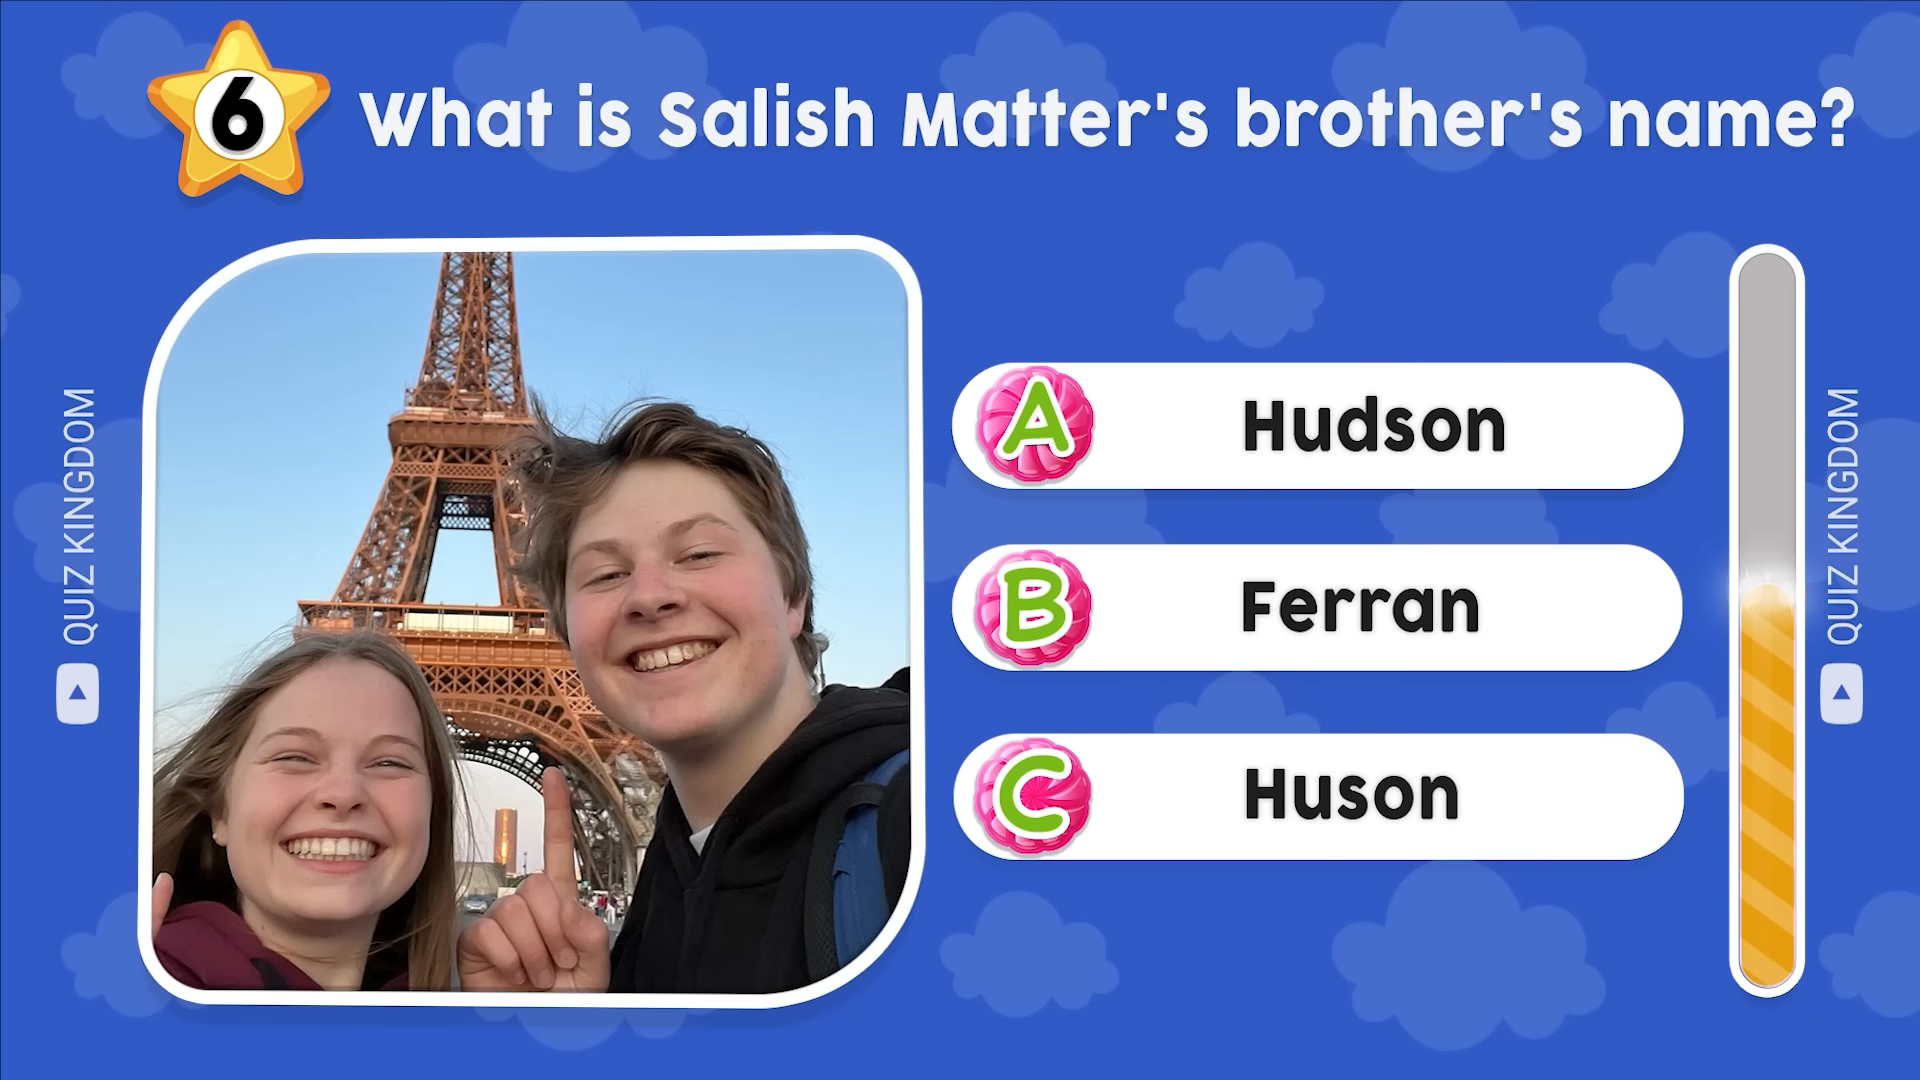 6
What is Salish Matter's brother's name?
A Hudson
B Ferran
C Huson
QUIZ KINGDOM
QUIZ KINGDOM